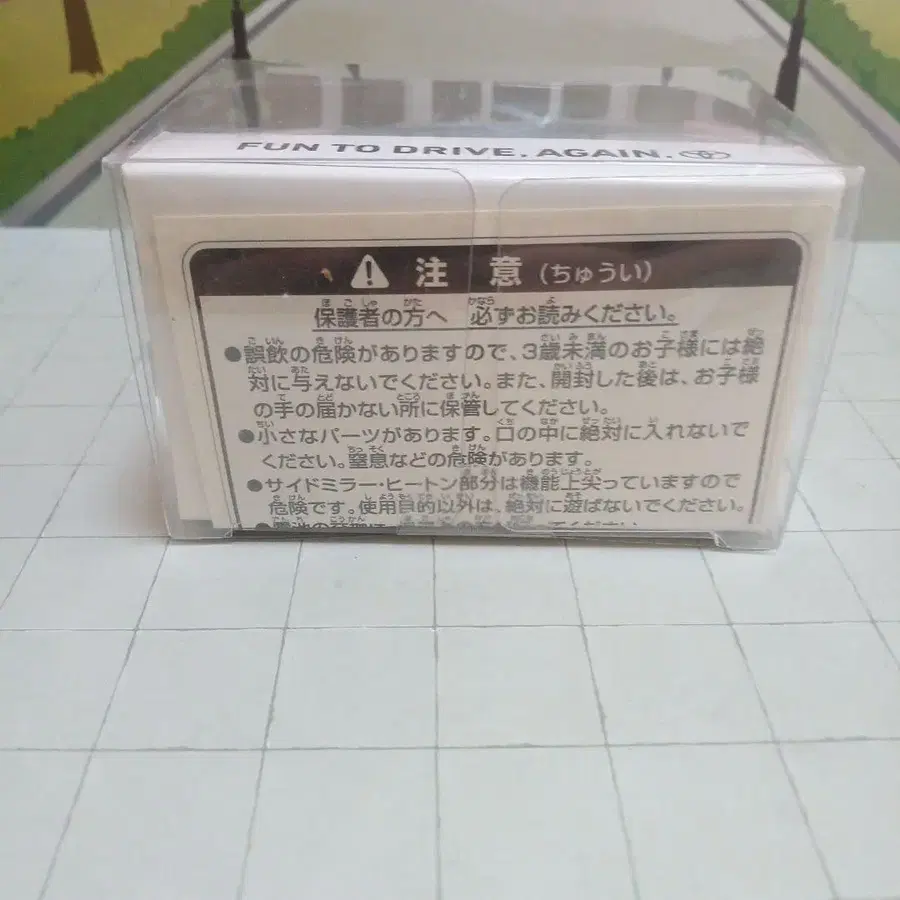 FUN TO DRIVE, AGAIN.
注 意 (ちゅうい)
保護者の方へ 必ずお読みください。
●誤飲の危険がありますので、3歳未満のお子様には絶
対に与えないでください。また、開封した後は、お子様
の手の届かない所に保管してください。
●小さなパーツがあります。口の中に絶対に入れないで
ください。窒息などの危険があります。
●サイドミラー・ヒートン部分は機能上尖っていますので
危険です。使用目的以外は、絶対に遊ばないでください。